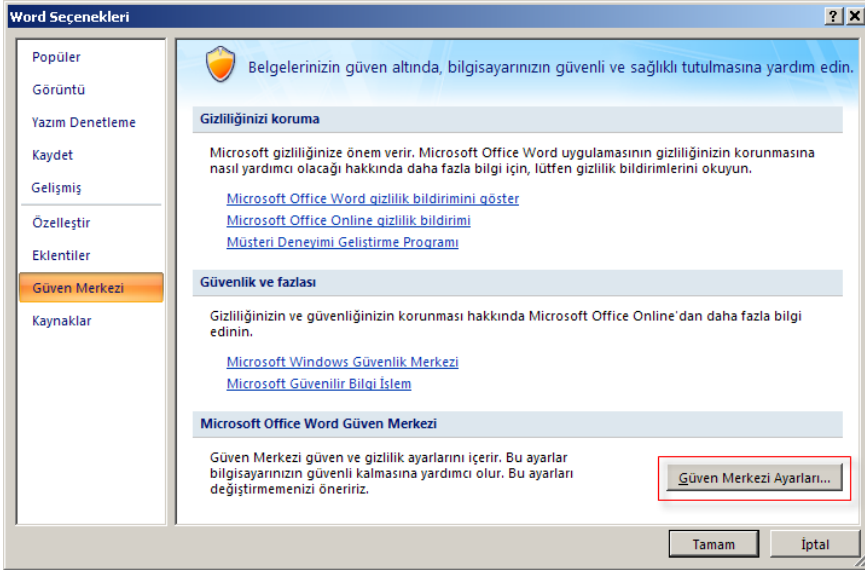 Word Seçenekleri
Popüler
Görüntü
Yazım Denetleme
Kaydet
Gelişmiş
Özelleştir
Eklentiler
Güven Merkezi
Kaynaklar
Belgelerinizin güven altında, bilgisayarınızın güvenli ve sağlıklı tutulmasına yardım edin.
Gizliliğinizi koruma
Microsoft gizliliğinize önem verir. Microsoft Office Word uygulamasının gizliliğinizin korunmasına
nasıl yardımcı olacağı hakkında daha fazla bilgi için, lütfen gizlilik bildirimlerini okuyun.
Microsoft Office Word gizlilik bildirimini göster
Microsoft Office Online gizlilik bildirimi
Müsteri Deneyimi Gelistirme Programı
Güvenlik ve fazlası
Gizliliğinizin ve güvenliğinizin korunması hakkında Microsoft Office Online'dan daha fazla bilgi
edinin.
Microsoft Windows Güvenlik Merkezi
Microsoft Güvenilir Bilgi İşlem
Microsoft Office Word Güven Merkezi
Güven Merkezi güven ve gizlilik ayarlarını içerir. Bu ayarlar
bilgisayarınızın güvenli kalmasına yardımcı olur. Bu ayarları
değiştirmemenizi öneririz.
Güven Merkezi Ayarları...
Tamam
İptal